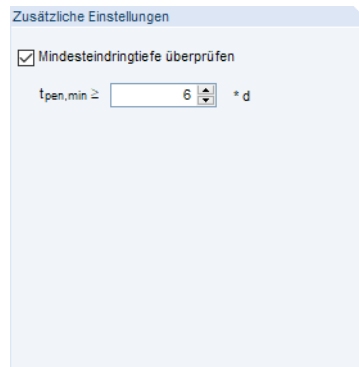 Zusätzliche Einstellungen
Mindesteindringtiefe überprüfen
tpen,min ≥ 6 * d